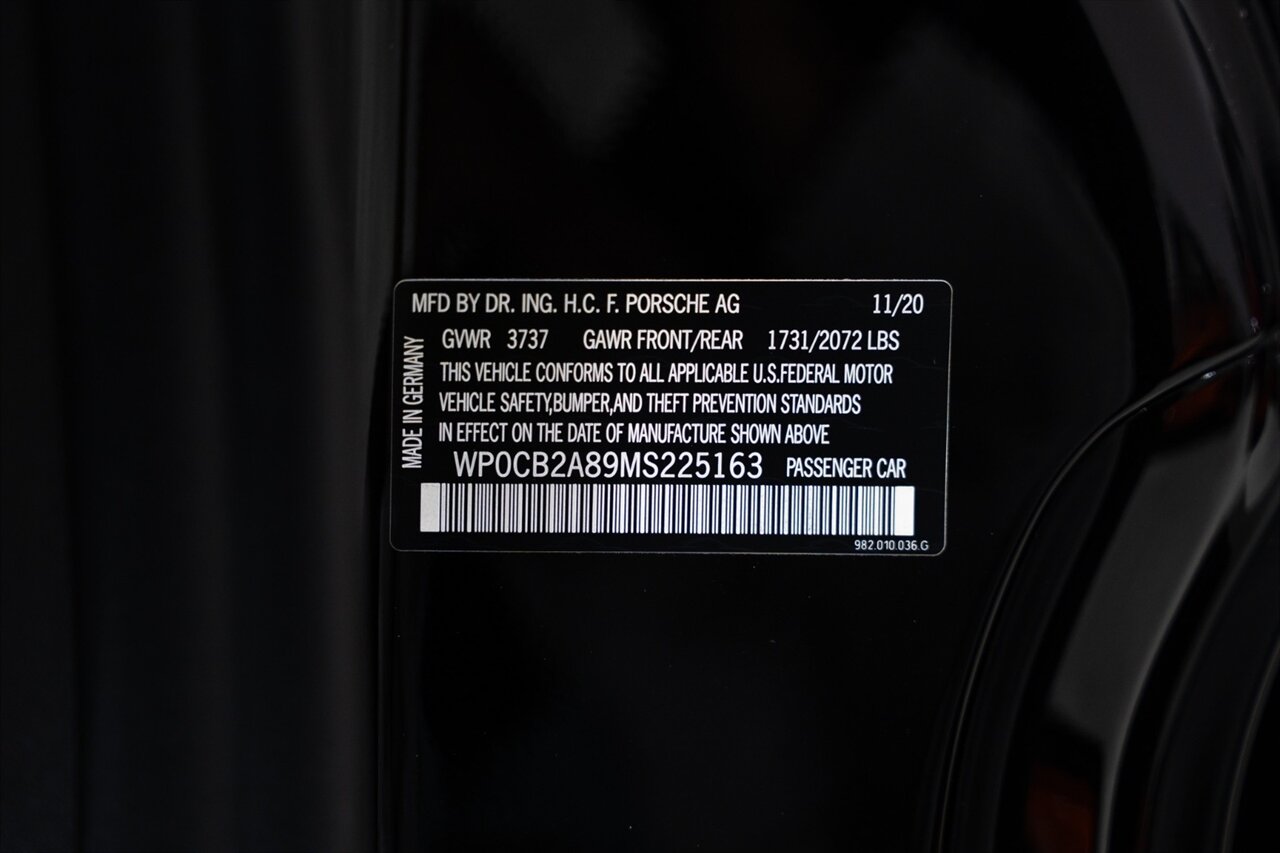 MFD BY DR. ING. H.C. F. PORSCHE AG 11/20
GVWR 3737 GAWR FRONT/REAR 1731/2072 LBS
MADE IN GERMANY
THIS VEHICLE CONFORMS TO ALL APPLICABLE U.S.FEDERAL MOTOR
VEHICLE SAFETY,BUMPER,AND THEFT PREVENTION STANDARDS
IN EFFECT ON THE DATE OF MANUFACTURE SHOWN ABOVE
WP0CB2A89MS225163 PASSENGER CAR
982.010.036.G